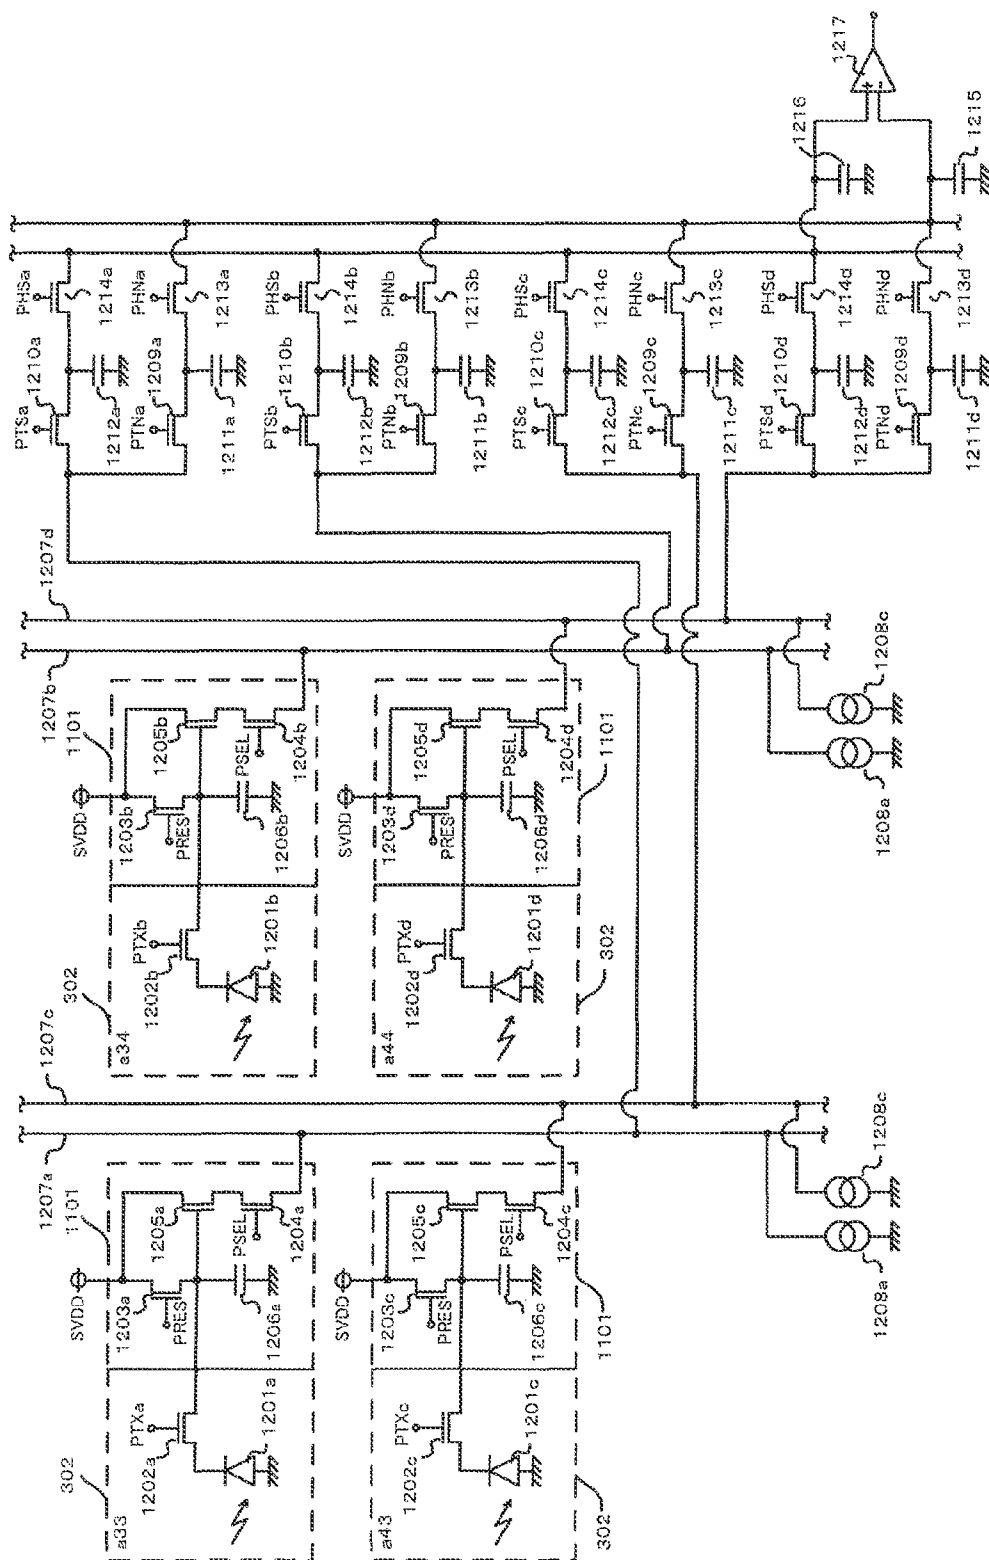 a33
302
PTXa
1202a
1201a
SVDD
1203a
PRES
1206a
1101
1205a
PSEL
1204a
1207a
1207c
a34
302
PTXb
1202b
1201b
SVDD
1203b
PRES
1206b
1101
1205b
PSEL
1204b
1207b
1207d
a43
302
PTXc
1202c
1201c
SVDD
1203c
PRES
1206c
1101
1205c
PSEL
1204c
a44
302
PTXd
1202d
1201d
SVDD
1203d
PRES
1206d
1101
1205d
PSEL
1204d
1208a
1208c
1208a
1208c
PTSa
1210a
PHSa
1214a
1212a
PTNa
1209a
PHNa
1213a
1211a
PTSb
1210b
PHSb
1214b
1212b
PTNb
1209b
PHNb
1213b
1211b
PTSc
1210c
PHSc
1214c
1212c
PTNc
1209c
PHNc
1213c
1211c
PTSd
1210d
PHSd
1214d
1212d
PTNd
1209d
PHNd
1213d
1211d
1216
1215
1217